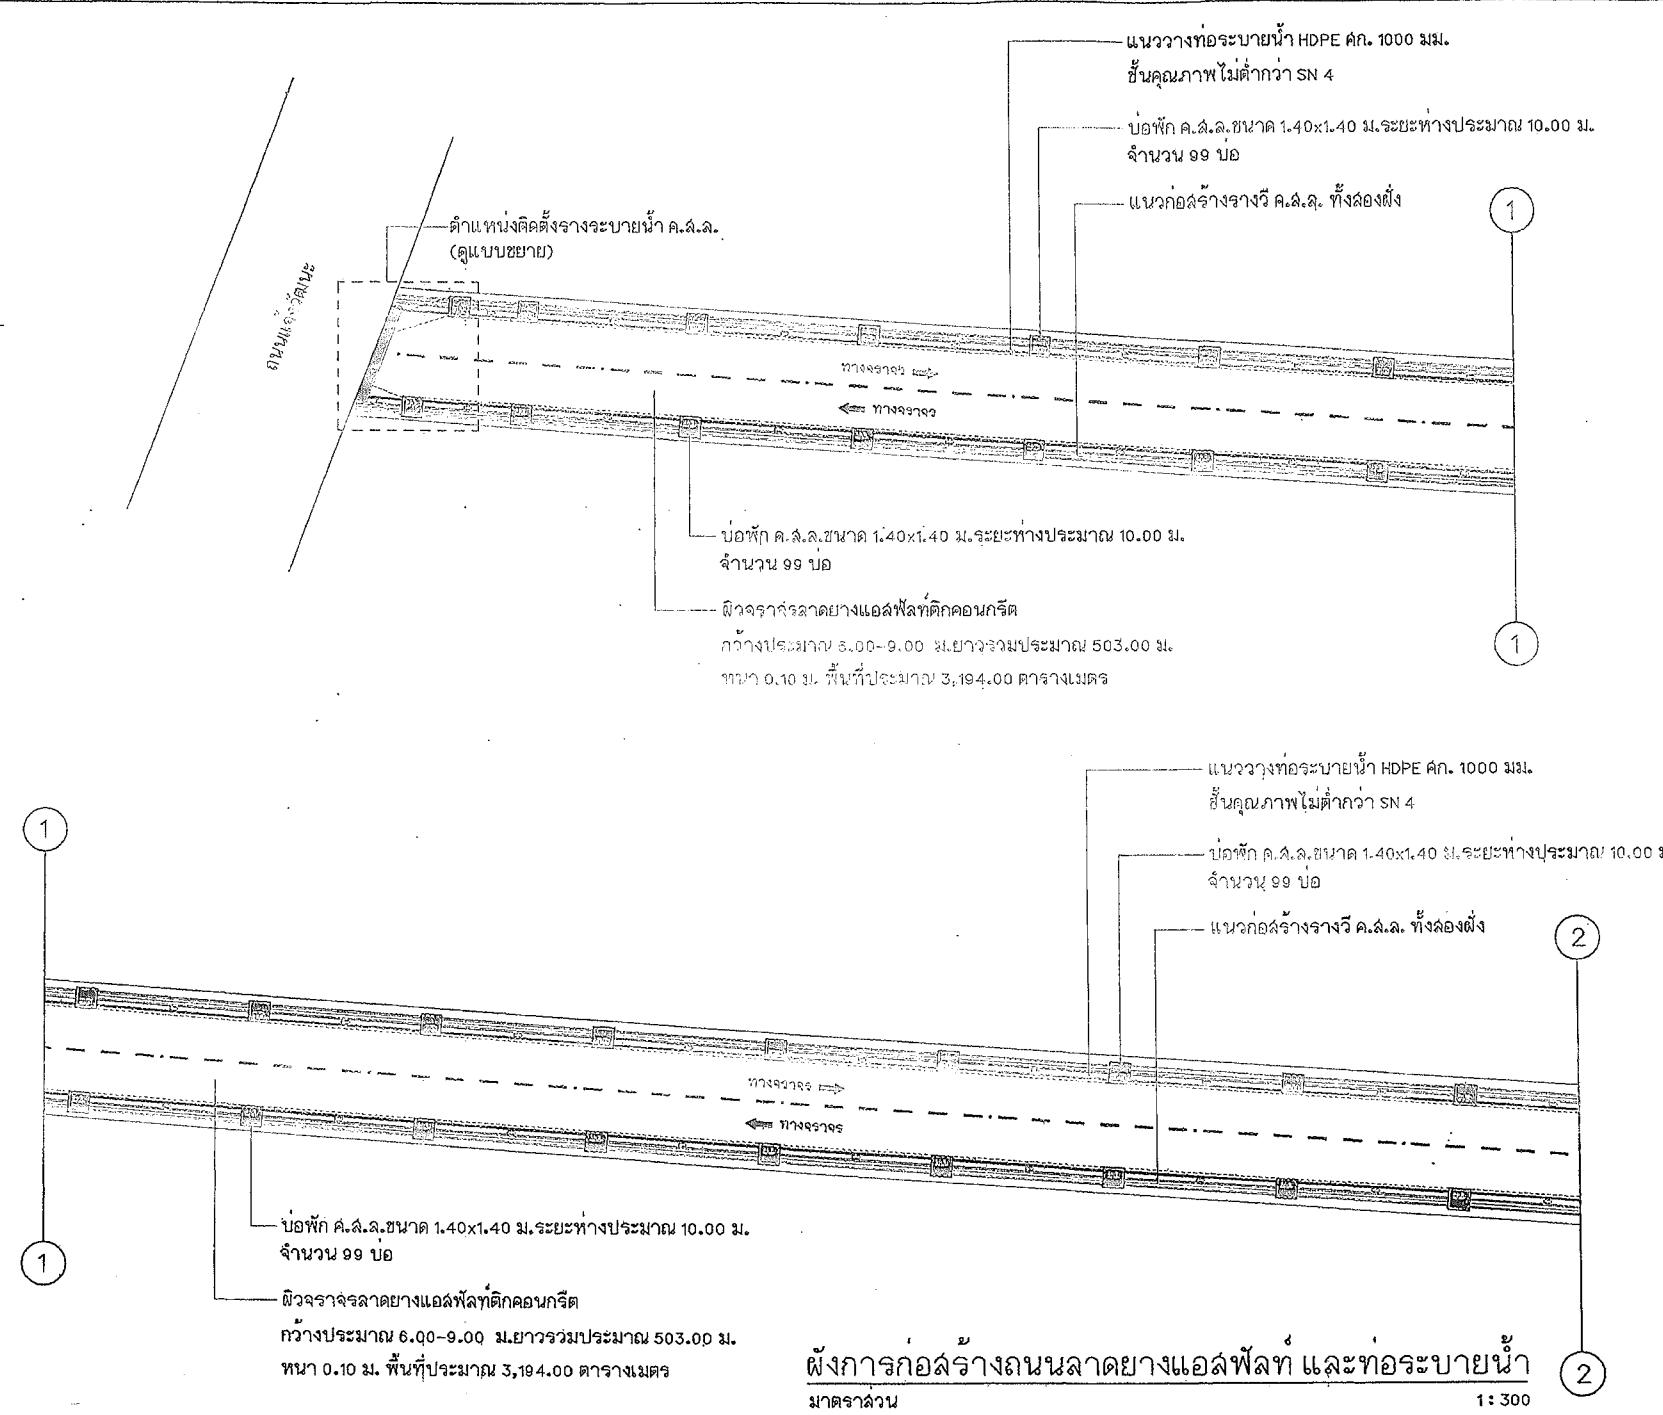 แนววางท่อระบายน้ำ HDPE ศก. 1000 มม.
ชั้นคุณภาพไม่ต่ำกว่า SN 4
บ่อพัก ค.ส.ล.ขนาด 1.40x1.40 ม.ระยะห่างประมาณ 10.00 ม.
จำนวน 99 บ่อ
แนวก่อสร้างรางวี ค.ส.ล. ทั้งสองฝั่ง
1
ตำแหน่งติดตั้งรางระบายน้ำ ค.ส.ล.
(ดูแบบขยาย)
ถนนแจ้งวัฒนะ
ทางจราจร
ทางจราจร
บ่อพัก ค.ส.ล.ขนาด 1.40x1.40 ม.ระยะห่างประมาณ 10.00 ม.
จำนวน 99 บ่อ
ผิวจราจรลาดยางแอสฟัลท์ติกคอนกรีต
กว้างประมาณ 6.00-9.00 ม.ยาวรวมประมาณ 503.00 ม.
หนา 0.10 ม. พื้นที่ประมาณ 3,194.00 ตารางเมตร
1
แนววางท่อระบายน้ำ HDPE ศก. 1000 มม.
ชั้นคุณภาพไม่ต่ำกว่า SN 4
บ่อพัก ค.ส.ล.ขนาด 1.40x1.40 ม.ระยะห่างประมาณ 10.00 ม
จำนวน 99 บ่อ
แนวก่อสร้างรางวี ค.ส.ล. ทั้งสองฝั่ง
1
2
ทางจราจร
ทางจราจร
บ่อพัก ค.ส.ล.ขนาด 1.40x1.40 ม.ระยะห่างประมาณ 10.00 ม.
จำนวน 99 บ่อ
1
ผิวจราจรลาดยางแอสฟัลท์ติกคอนกรีต
กว้างประมาณ 6.00-9.00 ม.ยาวรวมประมาณ 503.00 ม.
หนา 0.10 ม. พื้นที่ประมาณ 3,194.00 ตารางเมตร
ผังการก่อสร้างถนนลาดยางแอสฟัลท์ และท่อระบายน้ำ
มาตราส่วน 1:300
2